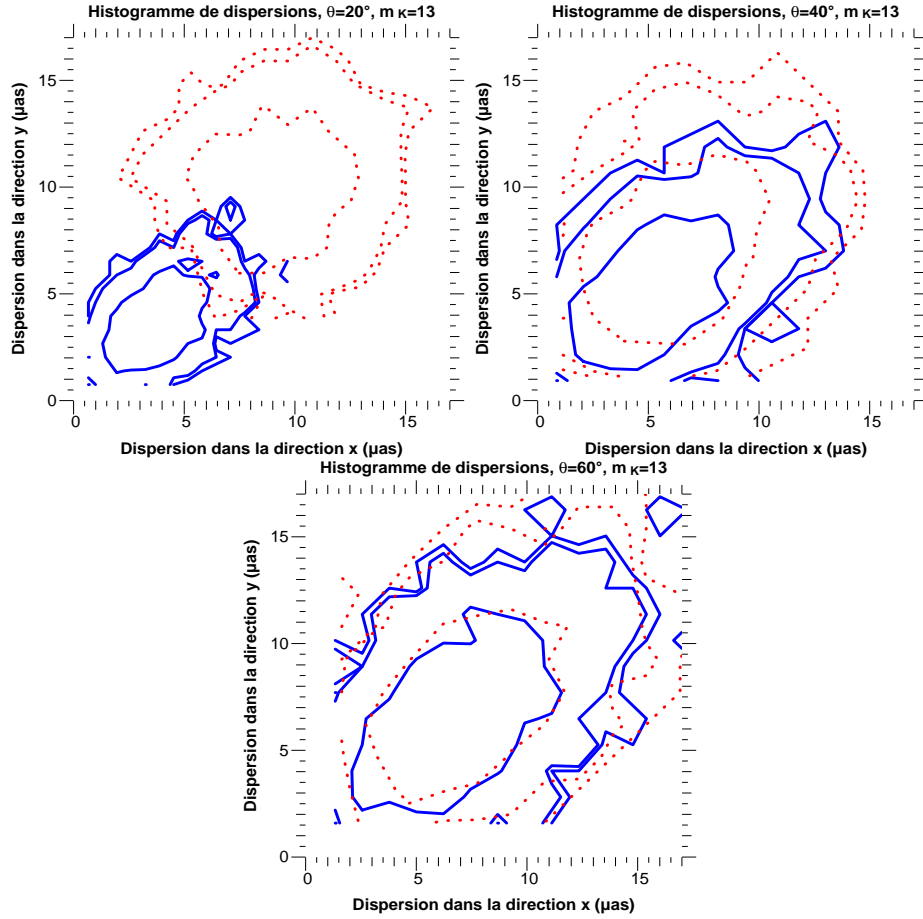 Histogramme de dispersions, θ=20°, m K=13
Dispersion dans la direction y (µas)
15
10
5
0
0
5
10
15
Dispersion dans la direction x (µas)
Histogramme de dispersions, θ=40°, m K=13
Dispersion dans la direction y (µas)
15
10
5
0
0
5
10
15
Dispersion dans la direction x (µas)
Histogramme de dispersions, θ=60°, m K=13
Dispersion dans la direction y (µas)
15
10
5
0
0
5
10
15
Dispersion dans la direction x (µas)